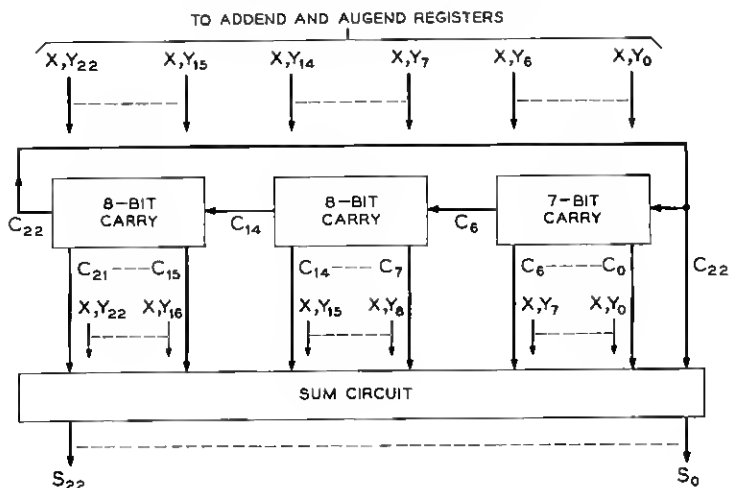 TO ADDEND AND AUGEND REGISTERS
X,Y22 X,Y15 X,Y14 X,Y7 X,Y6 X,Y0
8-BIT CARRY
8-BIT CARRY
7-BIT CARRY
C22 C14 C6
C21 C15 C14 C7 C6 C0 C22
X,Y22 X,Y16 X,Y15 X,Y8 X,Y7 X,Y0
SUM CIRCUIT
S22 S0